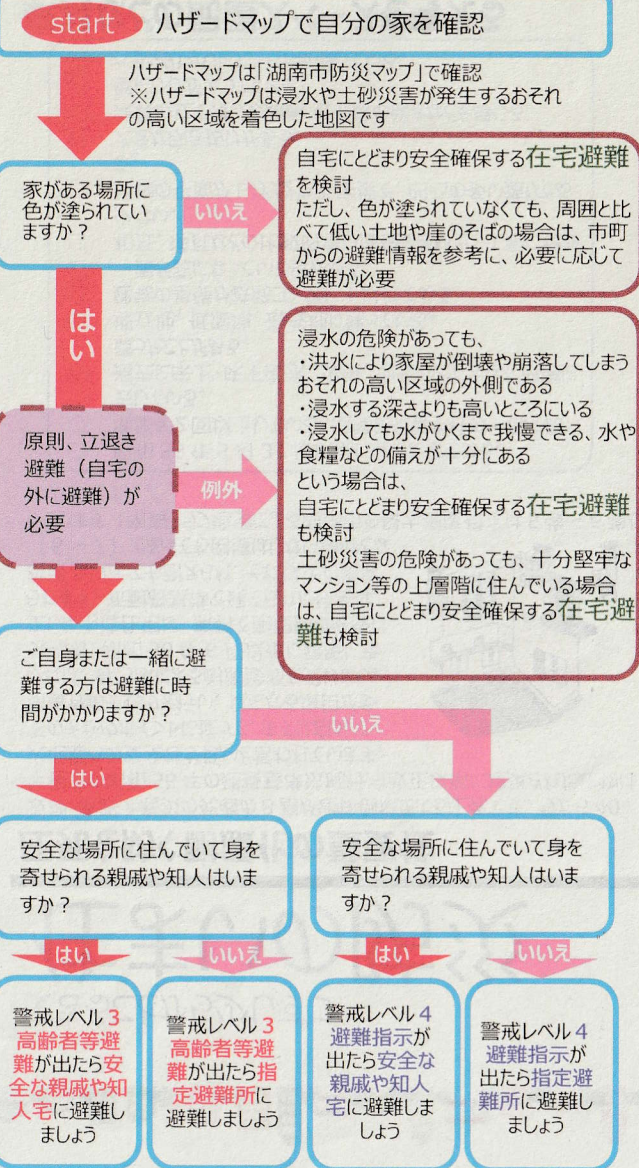 start ハザードマップで自分の家を確認
ハザードマップは「湖南市防災マップ」で確認
※ハザードマップは浸水や土砂災害が発生するおそれ
の高い区域を着色した地図です
家がある場所に
色が塗られてい
ますか？
いいえ
自宅にとどまり安全確保する在宅避難
を検討
ただし、色が塗られていなくても、周囲と比
べて低い土地や崖のそばの場合は、市町
からの避難情報を参考に、必要に応じて
避難が必要
はい
原則、立退き
避難（自宅の
外に避難）が
必要
例外
浸水の危険があっても、
・洪水により家屋が倒壊や崩落してしまう
おそれの高い区域の外側である
・浸水する深さよりも高いところにいる
・浸水しても水がひくまで我慢できる、水や
食糧などの備えが十分にある
という場合は、
自宅にとどまり安全確保する在宅避難
も検討
土砂災害の危険があっても、十分堅牢な
マンション等の上層階に住んでいる場合
は、自宅にとどまり安全確保する在宅避
難も検討
ご自身または一緒に避
難する方は避難に時
間がかかりますか？
いいえ
はい
安全な場所に住んでいて身を
寄せられる親戚や知人はいま
すか？
安全な場所に住んでいて身を
寄せられる親戚や知人はいま
すか？
はい
いいえ
はい
いいえ
警戒レベル3
高齢者等避
難が出たら安
全な親戚や知
人宅に避難し
ましょう
警戒レベル3
高齢者等避
難が出たら指
定避難所に
避難しましょう
警戒レベル4
避難指示が
出たら安全な
親戚や知人
宅に避難しま
しょう
警戒レベル4
避難指示が
出たら指定避
難所に避難し
ましょう